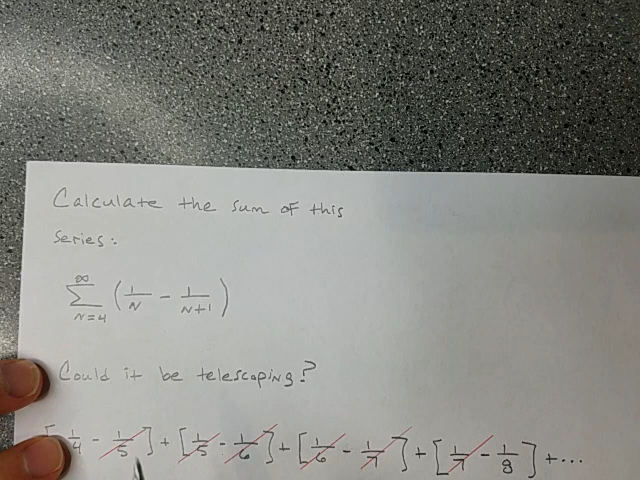 Calculate the sum of this
series:
∞
∑ (1/N - 1/N+1)
N=4
Could it be telescoping?
[1/4 - 1/5] + [1/5 - 1/6] + [1/6 - 1/7] + [1/7 - 1/8] + ...